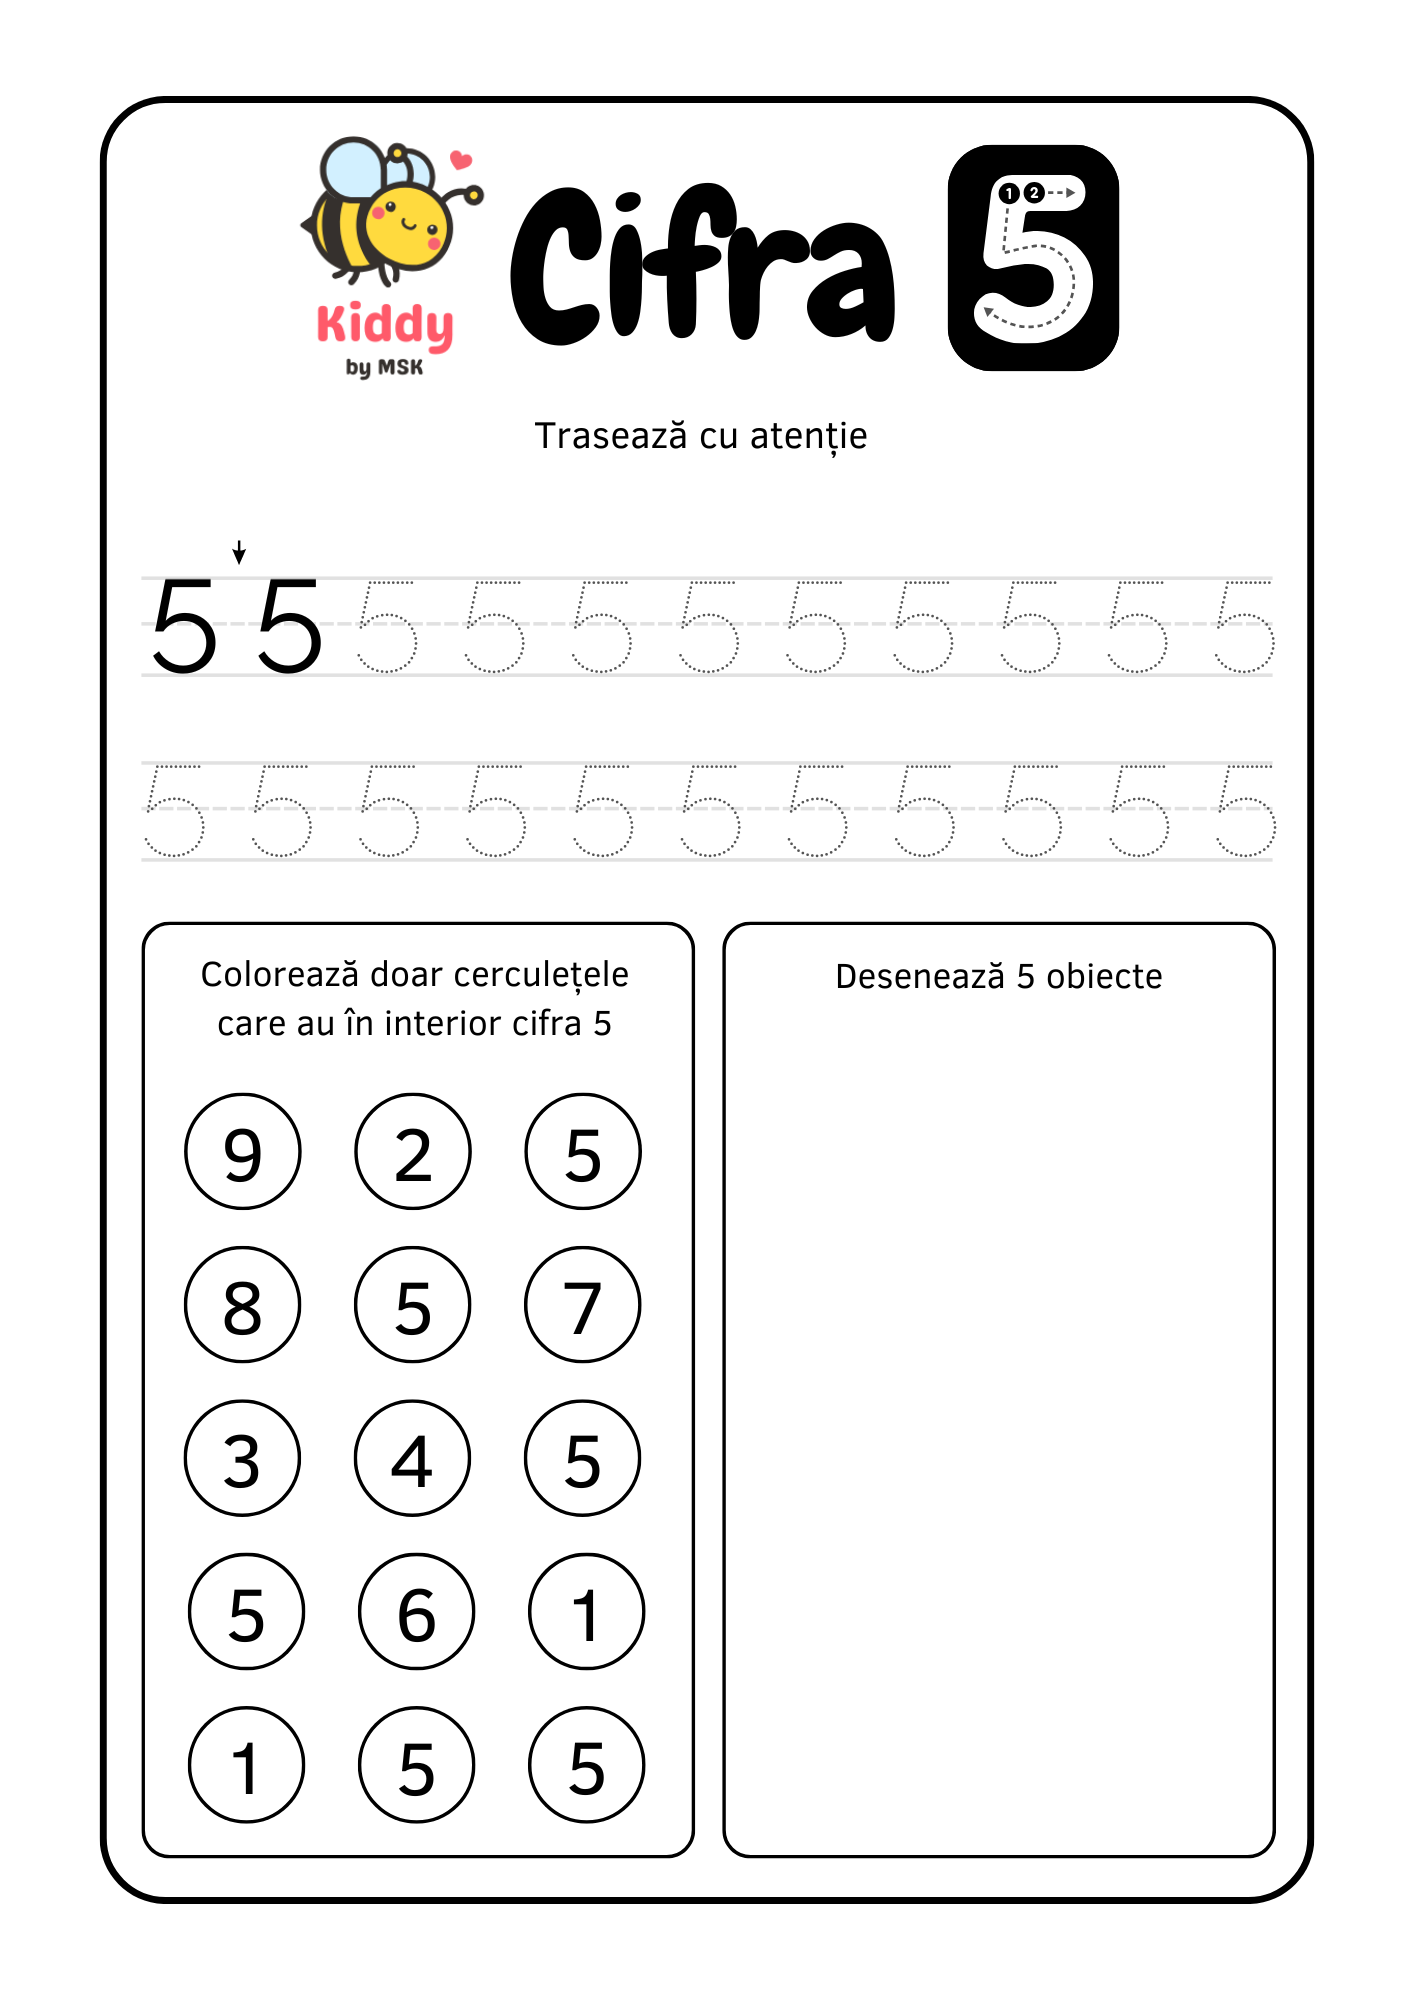 Kiddy
by MSK
Cifra 5
1 2
Trasează cu atenție
5 5 5 5 5 5 5 5 5 5 5
5 5 5 5 5 5 5 5 5 5 5
Colorează doar cerculețele
care au în interior cifra 5
9 2 5
8 5 7
3 4 5
5 6 1
1 5 5
Desenează 5 obiecte